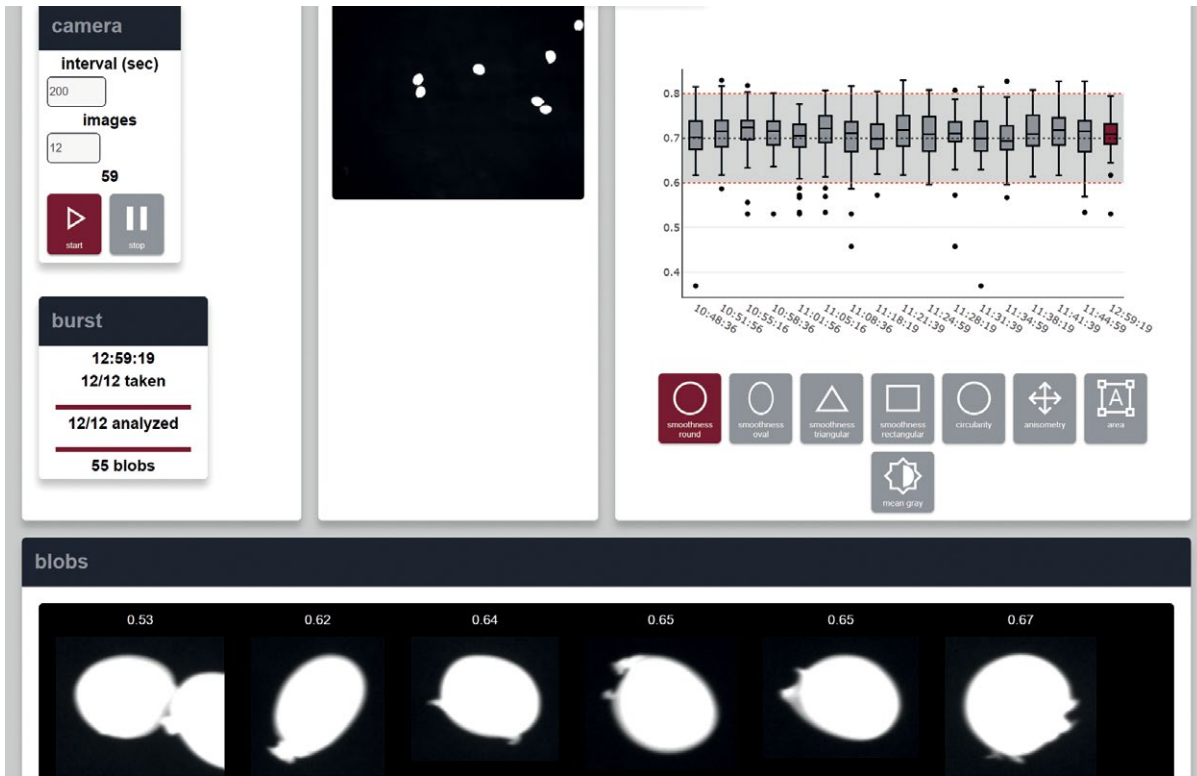 camera
interval (sec)
200
images
12
59
start
stop
burst
12:59:19
12/12 taken
12/12 analyzed
55 blobs
0.8
0.7
0.6
0.5
0.4
10:48:36
10:51:56
10:55:16
10:58:36
11:01:56
11:05:16
11:08:36
11:18:19
11:21:39
11:24:59
11:28:19
11:31:39
11:34:59
11:38:19
11:41:39
11:44:59
12:59:19
smoothness
round
smoothness
oval
smoothness
triangular
smoothness
rectangular
circularity
anisometry
A
area
mean gray
blobs
0.53 0.62 0.64 0.65 0.65 0.67